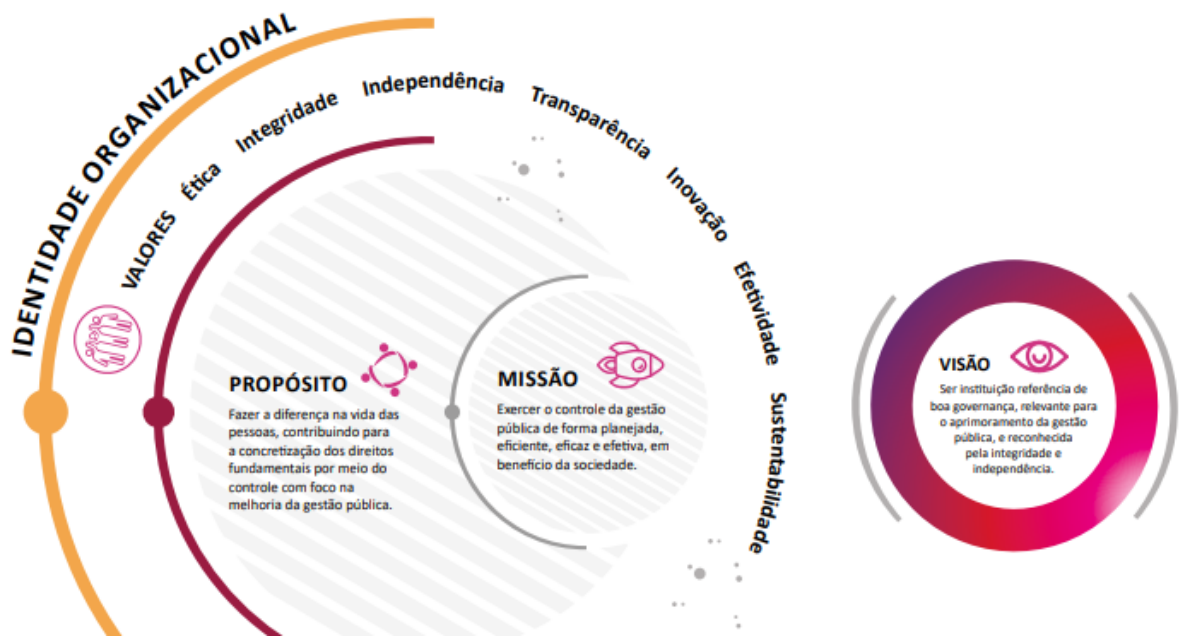 IDENTIDADE ORGANIZACIONAL
VALORES
Ética
Integridade
Independência
Transparência
Inovação
Efetividade
Sustentabilidade
PROPÓSITO
Fazer a diferença na vida das
pessoas, contribuindo para
a concretização dos direitos
fundamentais por meio do
controle com foco na
melhoria da gestão pública.
MISSÃO
Exercer o controle da gestão
pública de forma planejada,
eficiente, eficaz e efetiva, em
benefício da sociedade.
VISÃO
Ser instituição referência de
boa governança, relevante para
o aprimoramento da gestão
pública, e reconhecida
pela integridade e
independência.